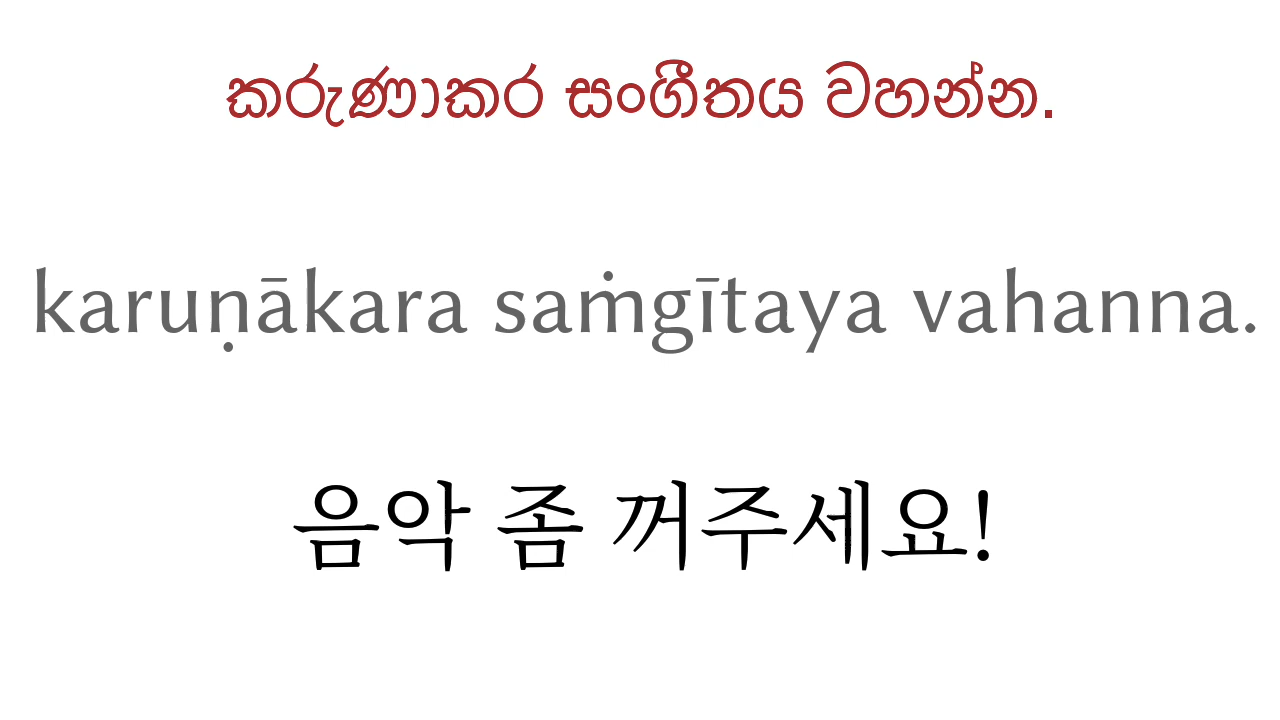 කරුණාකර සංගීතය වහන්න.
karuṇākara saṁgītaya vahanna.
음악 좀 꺼주세요!